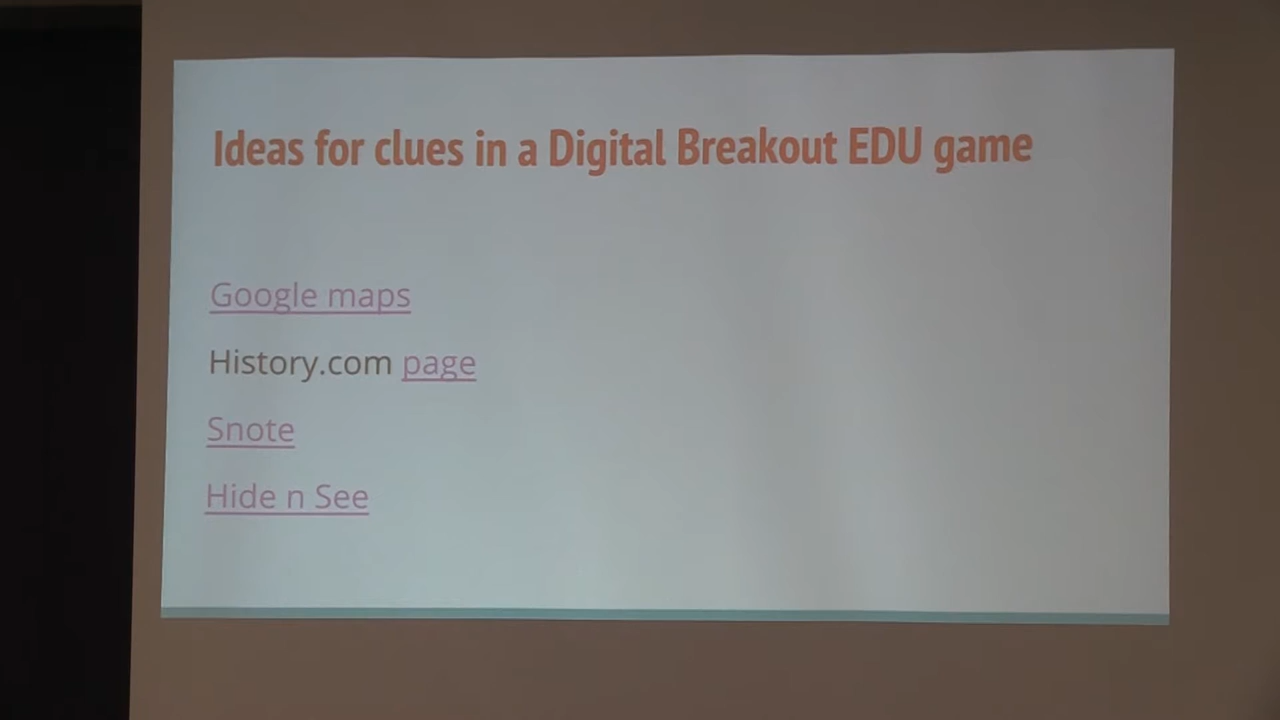 Ideas for clues in a Digital Breakout EDU game
Google maps
History.com page
Snote
Hide n See